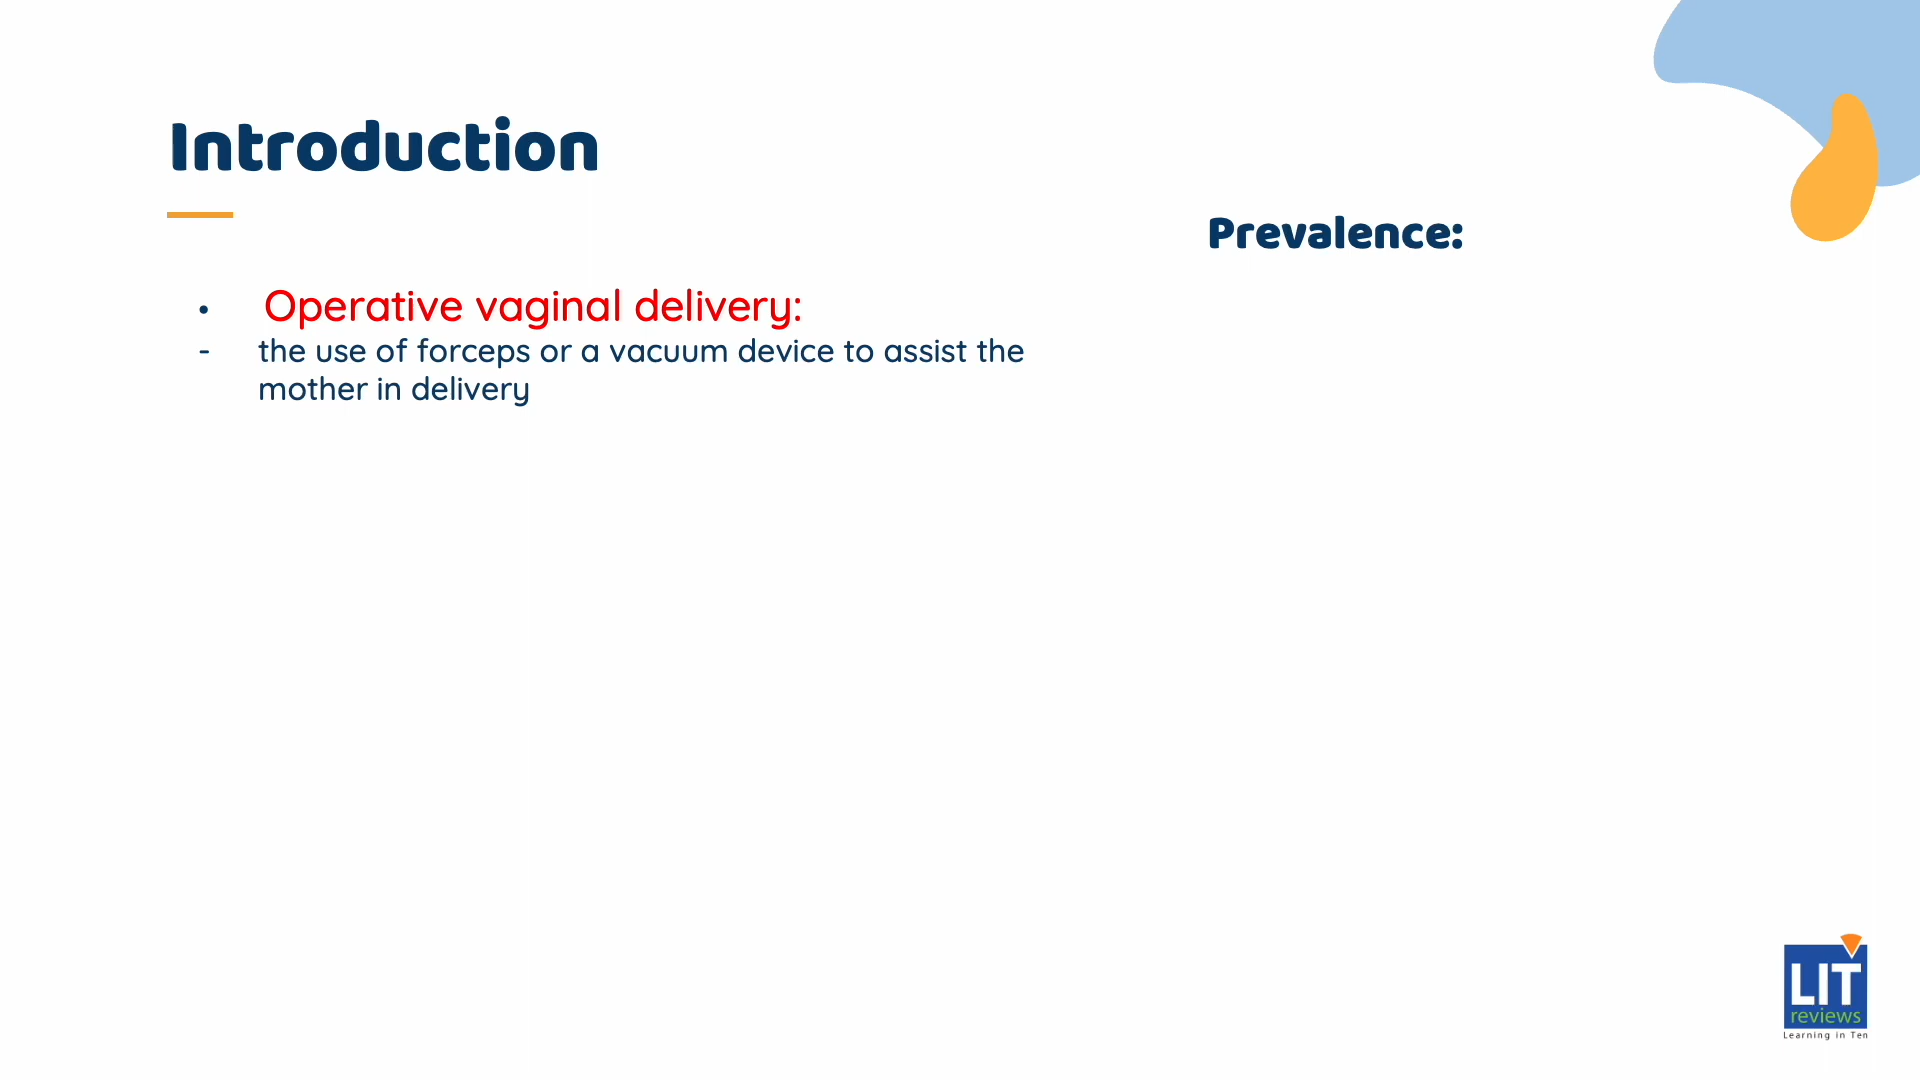 Introduction
Prevalence:
• Operative vaginal delivery:
- the use of forceps or a vacuum device to assist the
mother in delivery
LIT
reviews
Learning in Ten